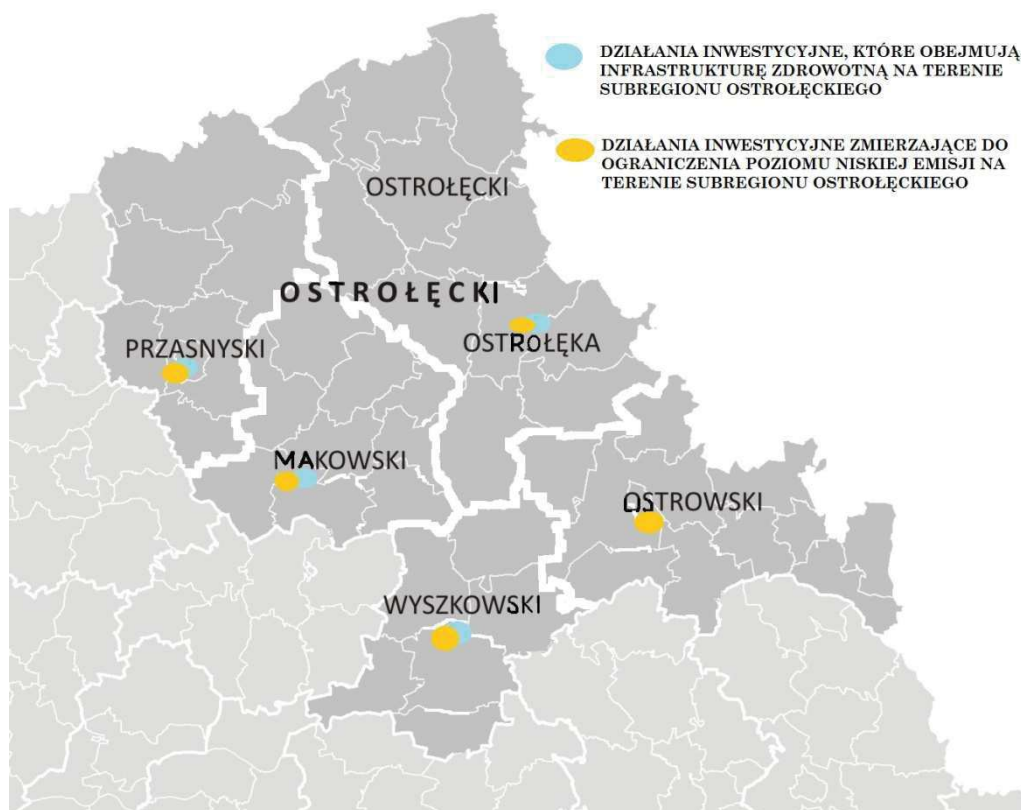 DZIAŁANIA INWESTYCYJNE, KTÓRE OBEJMUJĄ
INFRASTRUKTURĘ ZDROWOTNĄ NA TERENIE
SUBREGIONU OSTROŁĘCKIEGO
DZIAŁANIA INWESTYCYJNE ZMIERZAJĄCE DO
OGRANICZENIA POZIOMU NISKIEJ EMISJI NA
TERENIE SUBREGIONU OSTROŁĘCKIEGO
OSTROŁĘCKI
OSTROŁĘCKI
PRZASNYSKI
OSTROŁĘKA
MAKOWSKI
OSTROWSKI
WYSZKOWSKI